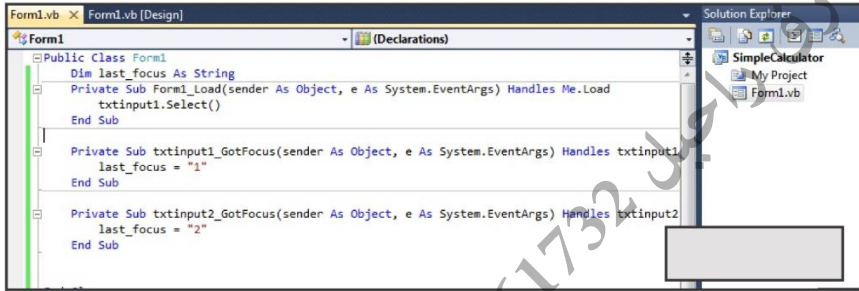 Form1.vb × Form1.vb [Design]
Solution Explorer
Form1
(Declarations)
SimpleCalculator
My Project
Form1.vb
Public Class Form1
Dim last_focus As String
Private Sub Form1_Load(sender As Object, e As System.EventArgs) Handles Me.Load
txtinput1.Select()
End Sub
Private Sub txtinput1_GotFocus(sender As Object, e As System.EventArgs) Handles txtinput1
last_focus = "1"
End Sub
Private Sub txtinput2_GotFocus(sender As Object, e As System.EventArgs) Handles txtinput2
last_focus = "2"
End Sub
1732